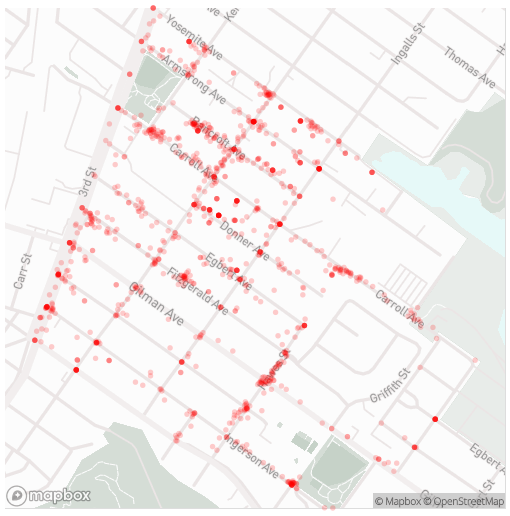 Yosemite Ave
Ke
Ingalls St
Thomas Ave
H
Armstrong Ave
Bancroft Ave
Carroll Ave
3rd St
Donner Ave
Carr St
Egbert Ave
Fitzgerald Ave
Gilman Ave
Carroll Ave
Griffith St
Ingerson Ave
Egbert A
mapbox
© Mapbox © OpenStreetMap